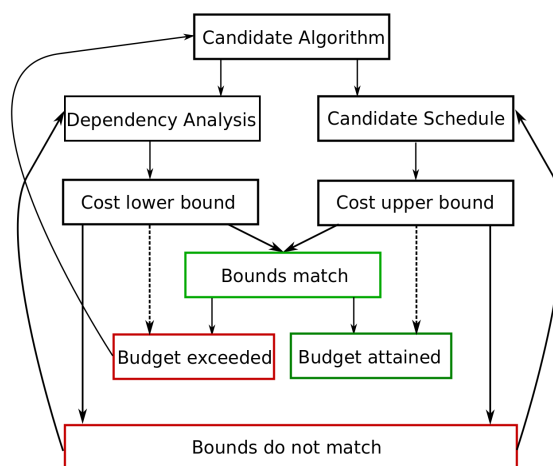 Candidate Algorithm
Dependency Analysis
Candidate Schedule
Cost lower bound
Cost upper bound
Bounds match
Budget exceeded
Budget attained
Bounds do not match